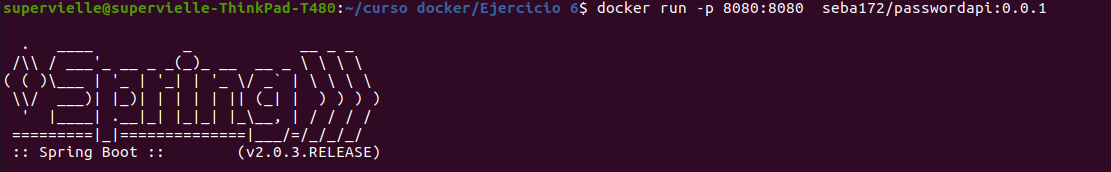 supervielle@supervielle-ThinkPad-T480:~/curso docker/Ejercicio 6$ docker run -p 8080:8080  seba172/passwordapi:0.0.1

  .   ____          _            __ _ _
 /\\ / ___'_ __ _ _(_)_ __  __ _ \ \ \ \
( ( )\___ | '_ | '_| | '_ \/ _` | \ \ \ \
 \\/  ___)| |_)| | | | | || (_| |  ) ) ) )
  '  |____| .__|_| |_|_| |_\__, | / / / /
 =========|_|==============|___/=/_/_/_/
 :: Spring Boot ::        (v2.0.3.RELEASE)